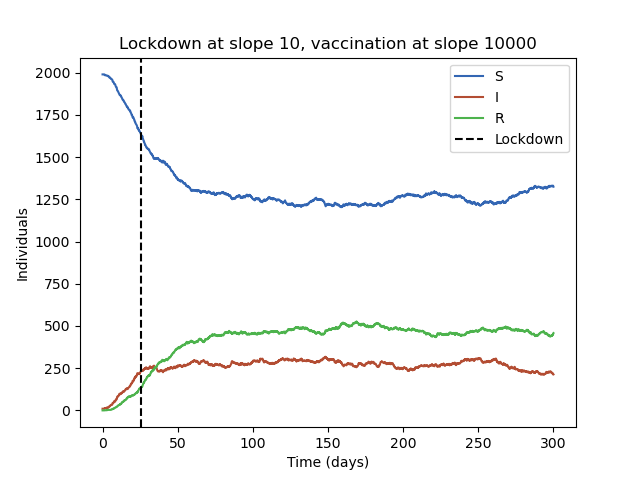 Lockdown at slope 10, vaccination at slope 10000
S
I
R
Lockdown
Individuals
2000
1750
1500
1250
1000
750
500
250
0
0 50 100 150 200 250 300
Time (days)